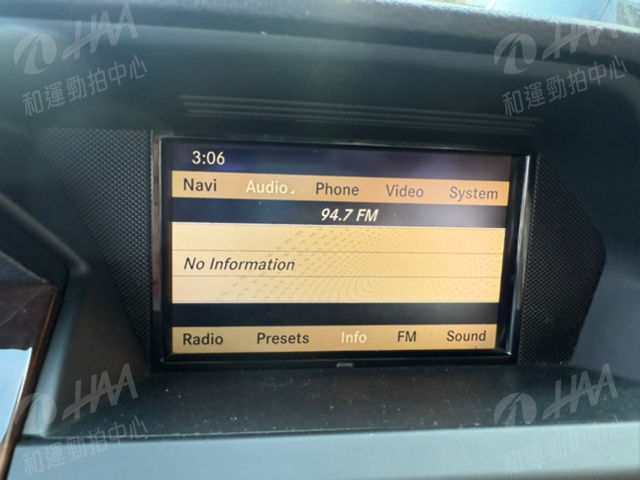 HAA HAA
和運勁拍中心 和運勁拍中心
3:06
Navi Audio Phone Video System
94.7 FM
No Information
Radio Presets Info FM Sound
HAA HAA
和運勁拍中心 和運勁拍中心